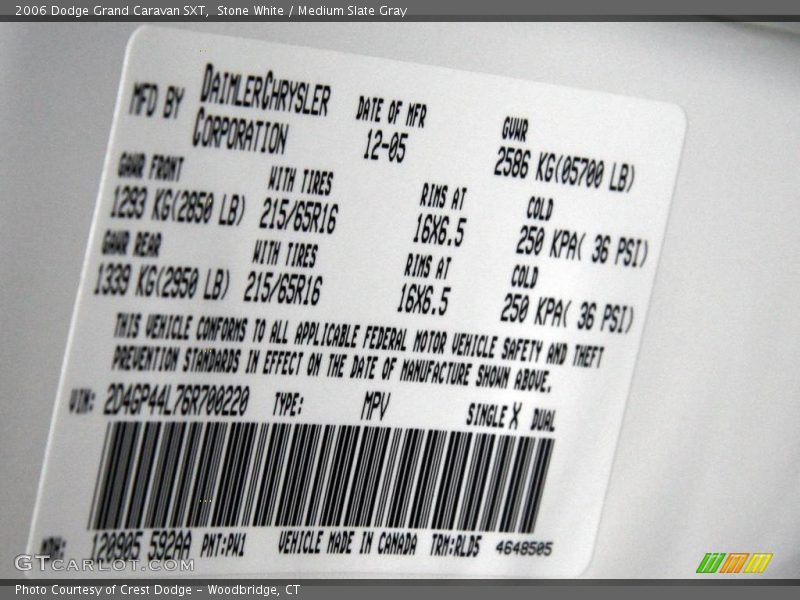 2006 Dodge Grand Caravan SXT,  Stone White / Medium Slate Gray
MFD BY DAIMLERCHRYSLER CORPORATION
DATE OF MFR 12-05
GVWR 2586 KG(05700 LB)
GAWR FRONT WITH TIRES RIMS AT COLD
1293 KG(2850 LB) 215/65R16 16X6.5 250 KPA( 36 PSI)
GAWR REAR WITH TIRES RIMS AT COLD
1339 KG(2950 LB) 215/65R16 16X6.5 250 KPA( 36 PSI)
THIS VEHICLE CONFORMS TO ALL APPLICABLE FEDERAL MOTOR VEHICLE SAFETY AND THEFT
PREVENTION STANDARDS IN EFFECT ON THE DATE OF MANUFACTURE SHOWN ABOVE.
VIN: 2D4GP44L76R700220 TYPE: MPV SINGLE X DUAL
MDH: 120905 592AA PNT:PW1 VEHICLE MADE IN CANADA TRM:RLD5 4648505
GTCARLOT.COM
Photo Courtesy of Crest Dodge - Woodbridge, CT